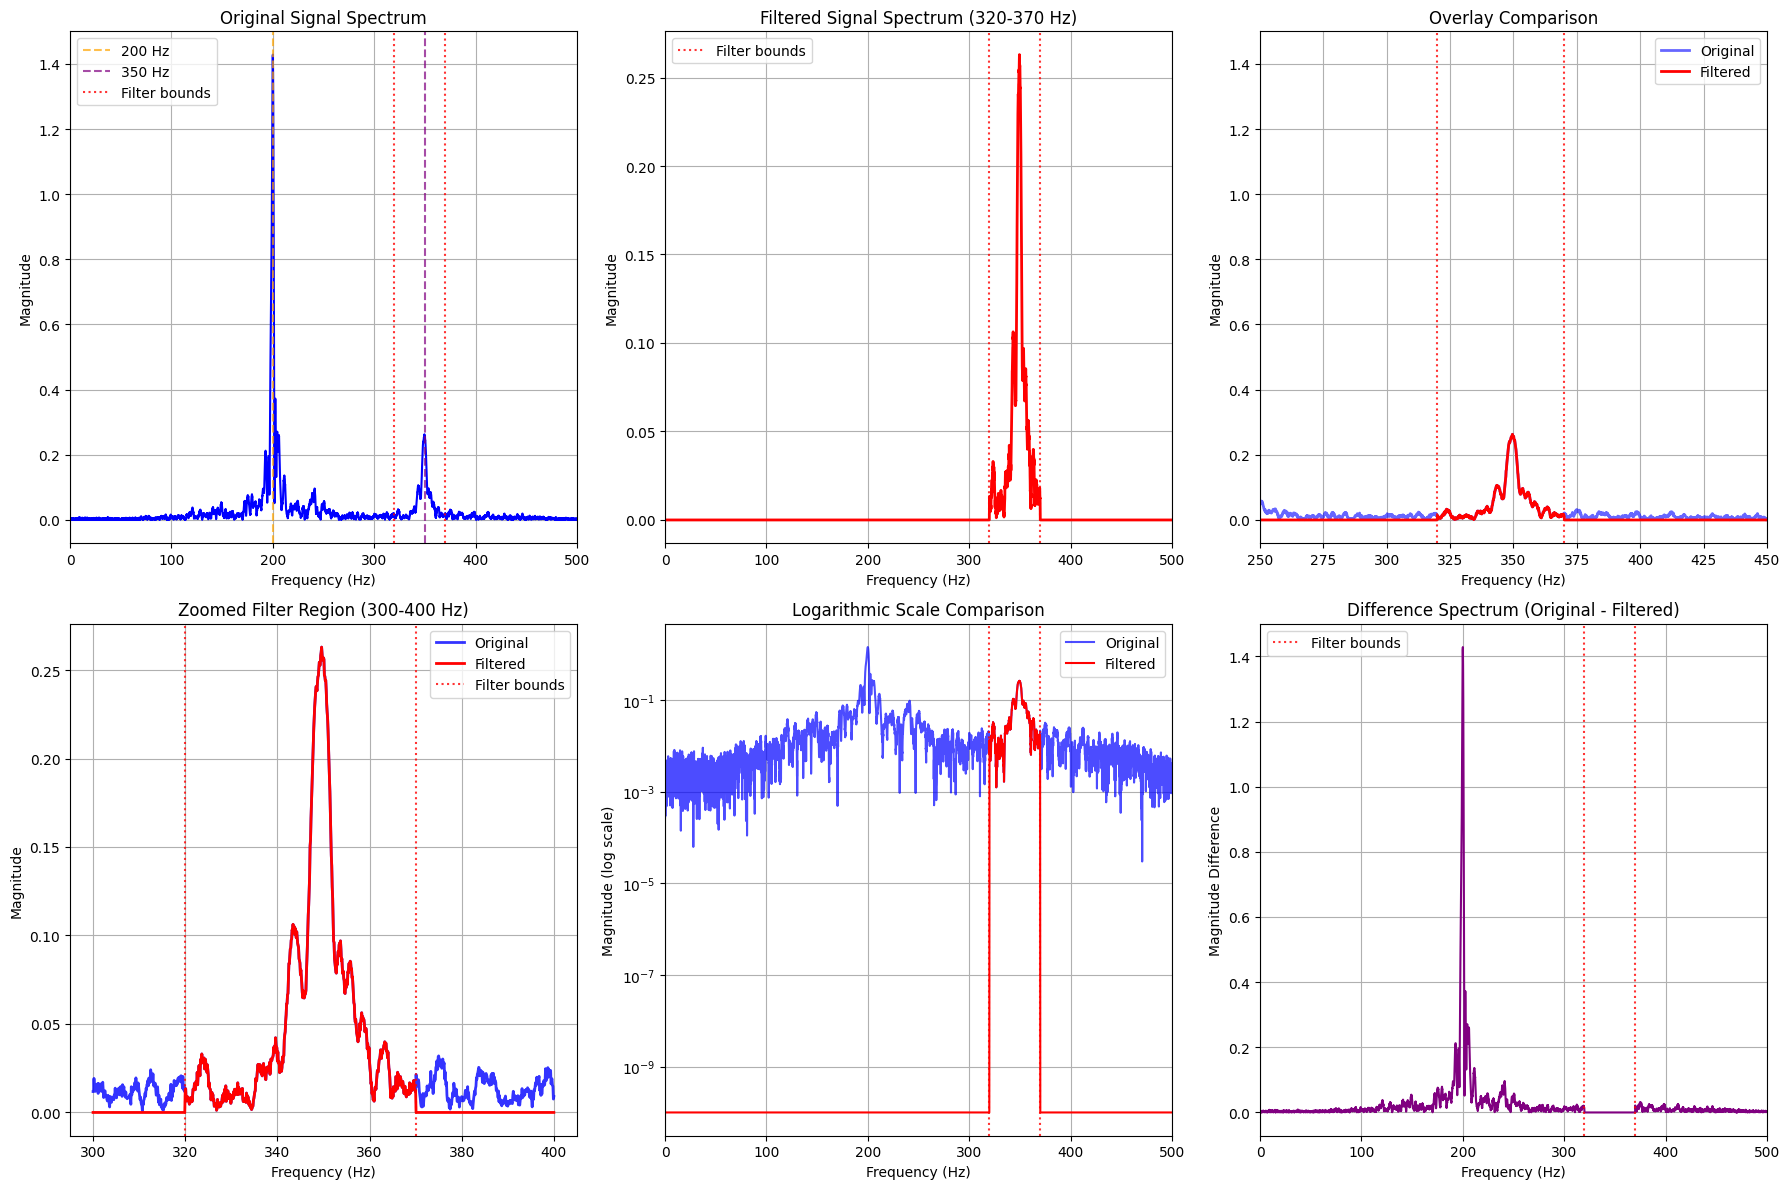 Original Signal Spectrum
200 Hz
350 Hz
Filter bounds
1.4
1.2
1.0
0.8
0.6
0.4
0.2
0.0
Magnitude
0 100 200 300 400 500
Frequency (Hz)
Filtered Signal Spectrum (320-370 Hz)
Filter bounds
0.25
0.20
0.15
0.10
0.05
0.00
Magnitude
0 100 200 300 400 500
Frequency (Hz)
Overlay Comparison
Original
Filtered
1.4
1.2
1.0
0.8
0.6
0.4
0.2
0.0
Magnitude
250 275 300 325 350 375 400 425 450
Frequency (Hz)
Zoomed Filter Region (300-400 Hz)
Original
Filtered
Filter bounds
0.25
0.20
0.15
0.10
0.05
0.00
Magnitude
300 320 340 360 380 400
Frequency (Hz)
Logarithmic Scale Comparison
Original
Filtered
10⁻¹
10⁻³
10⁻⁵
10⁻⁷
10⁻⁹
Magnitude (log scale)
0 100 200 300 400 500
Frequency (Hz)
Difference Spectrum (Original - Filtered)
Filter bounds
1.4
1.2
1.0
0.8
0.6
0.4
0.2
0.0
Magnitude Difference
0 100 200 300 400 500
Frequency (Hz)